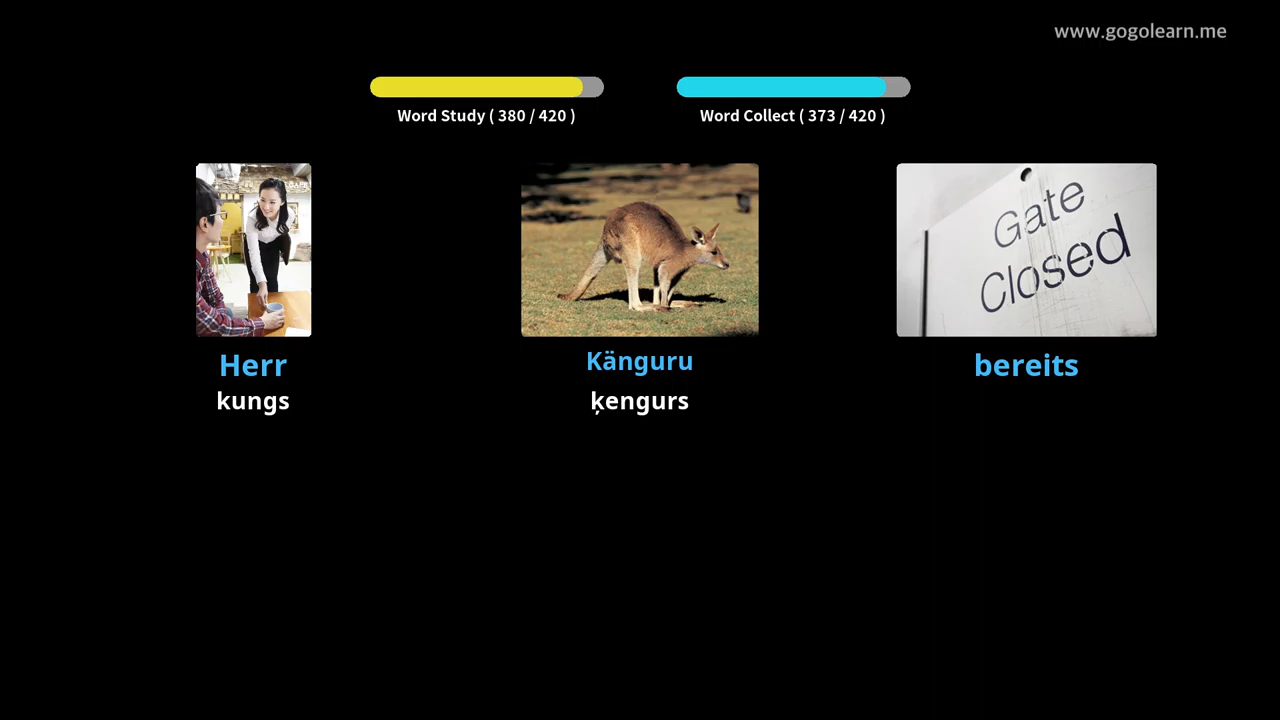 www.gogolearn.me
Word Study ( 380 / 420 )
Word Collect ( 373 / 420 )
Gate
Closed
Herr
kungs
Känguru
ķengurs
bereits